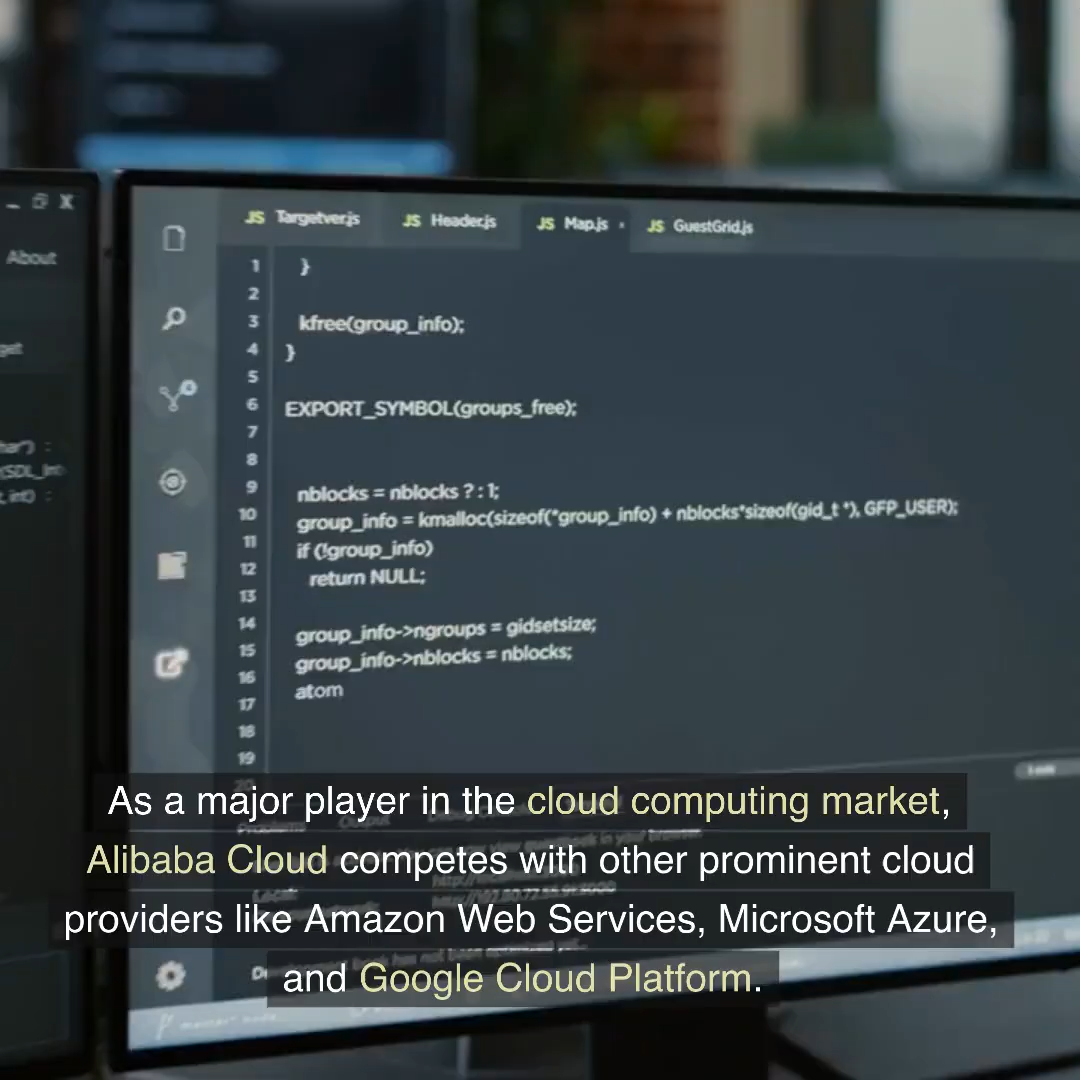 About
JS Targetver.js JS Header.js JS Map.js JS GuestGrid.js
1 }
2
3 kfree(group_info);
4 }
5
6 EXPORT_SYMBOL(groups_free);
7
8
9 nblocks = nblocks ? : 1;
10 group_info = kmalloc(sizeof(*group_info) + nblocks*sizeof(gid_t *), GFP_USER);
11 if (!group_info)
12 return NULL;
13
14 group_info->ngroups = gidsetsize;
15 group_info->nblocks = nblocks;
16 atom
17
18
19
20
As a major player in the cloud computing market,
Alibaba Cloud competes with other prominent cloud
providers like Amazon Web Services, Microsoft Azure,
and Google Cloud Platform.